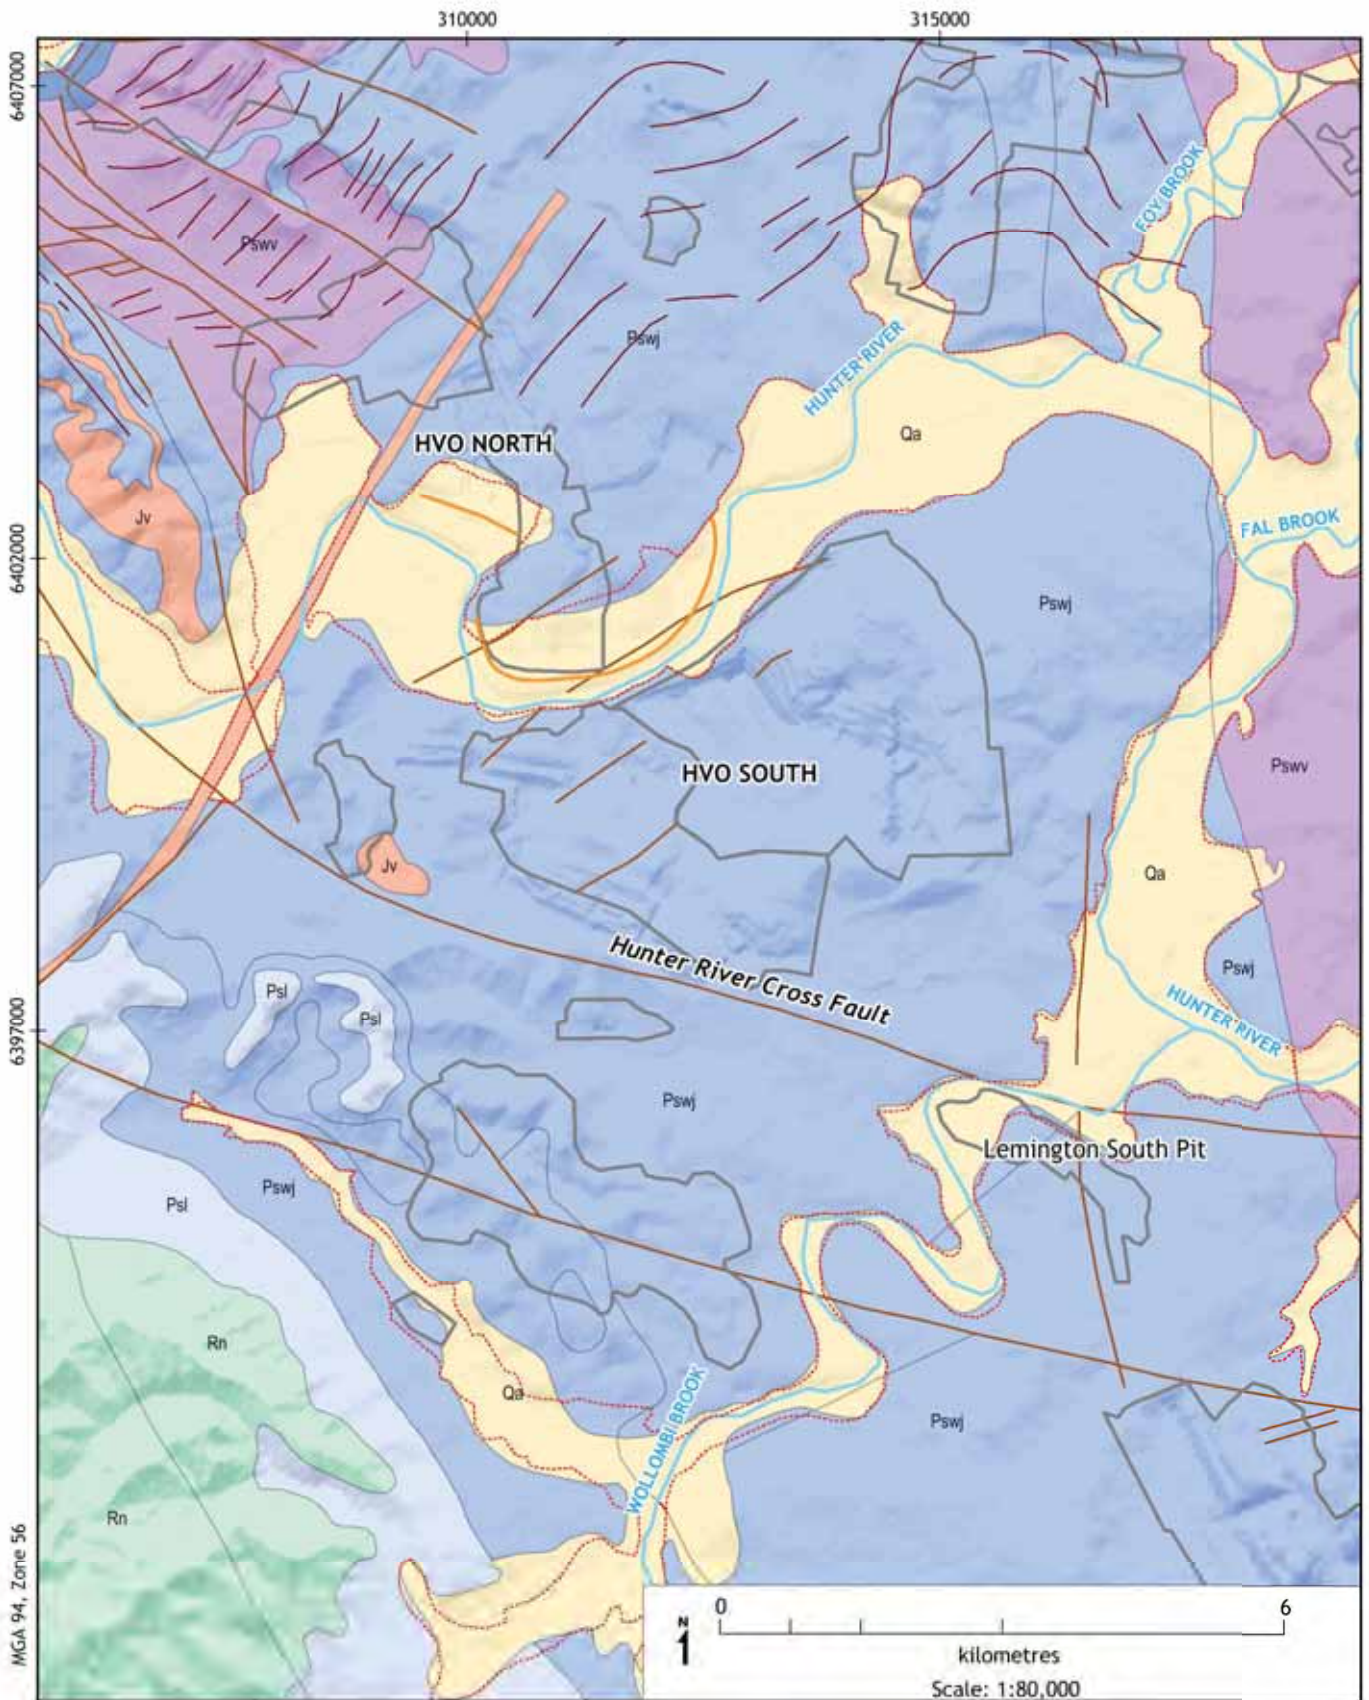 310000
315000
6407000
FOY BROOK
Pswv
Pswj
HUNTER RIVER
HVO NORTH
Qa
Jv
FAL BROOK
6402000
Pswj
HVO SOUTH
Pswv
Jv
Qa
Hunter River Cross Fault
Pswj
Psl
Psl
HUNTER RIVER
6397000
Pswj
Lemington South Pit
Pswj
Psl
Rn
Qa
WOLLOMBI BROOK
Pswj
Rn
MGA 94, Zone 56
N
0
6
kilometres
Scale: 1:80,000